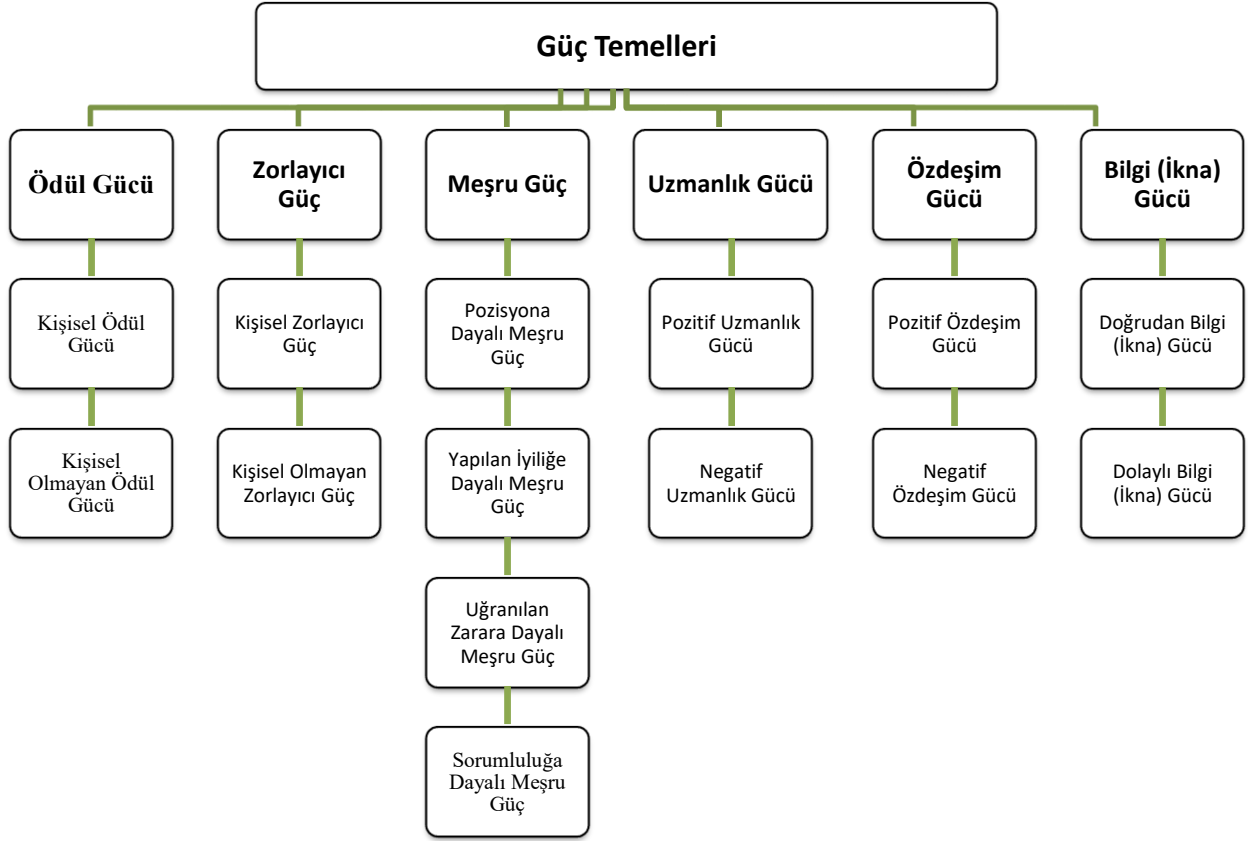 Güç Temelleri
Ödül Gücü
Zorlayıcı
Güç
Meşru Güç
Uzmanlık Gücü
Özdeşim
Gücü
Bilgi (İkna)
Gücü
Kişisel Ödül
Gücü
Kişisel Zorlayıcı
Güç
Pozisyona
Dayalı Meşru
Güç
Pozitif Uzmanlık
Gücü
Pozitif Özdeşim
Gücü
Doğrudan Bilgi
(İkna) Gücü
Kişisel
Olmayan Ödül
Gücü
Kişisel Olmayan
Zorlayıcı Güç
Yapılan İyiliğe
Dayalı Meşru
Güç
Negatif
Uzmanlık Gücü
Negatif
Özdeşim Gücü
Dolaylı Bilgi
(İkna) Gücü
Uğranılan
Zarara Dayalı
Meşru Güç
Sorumluluğa
Dayalı Meşru
Güç